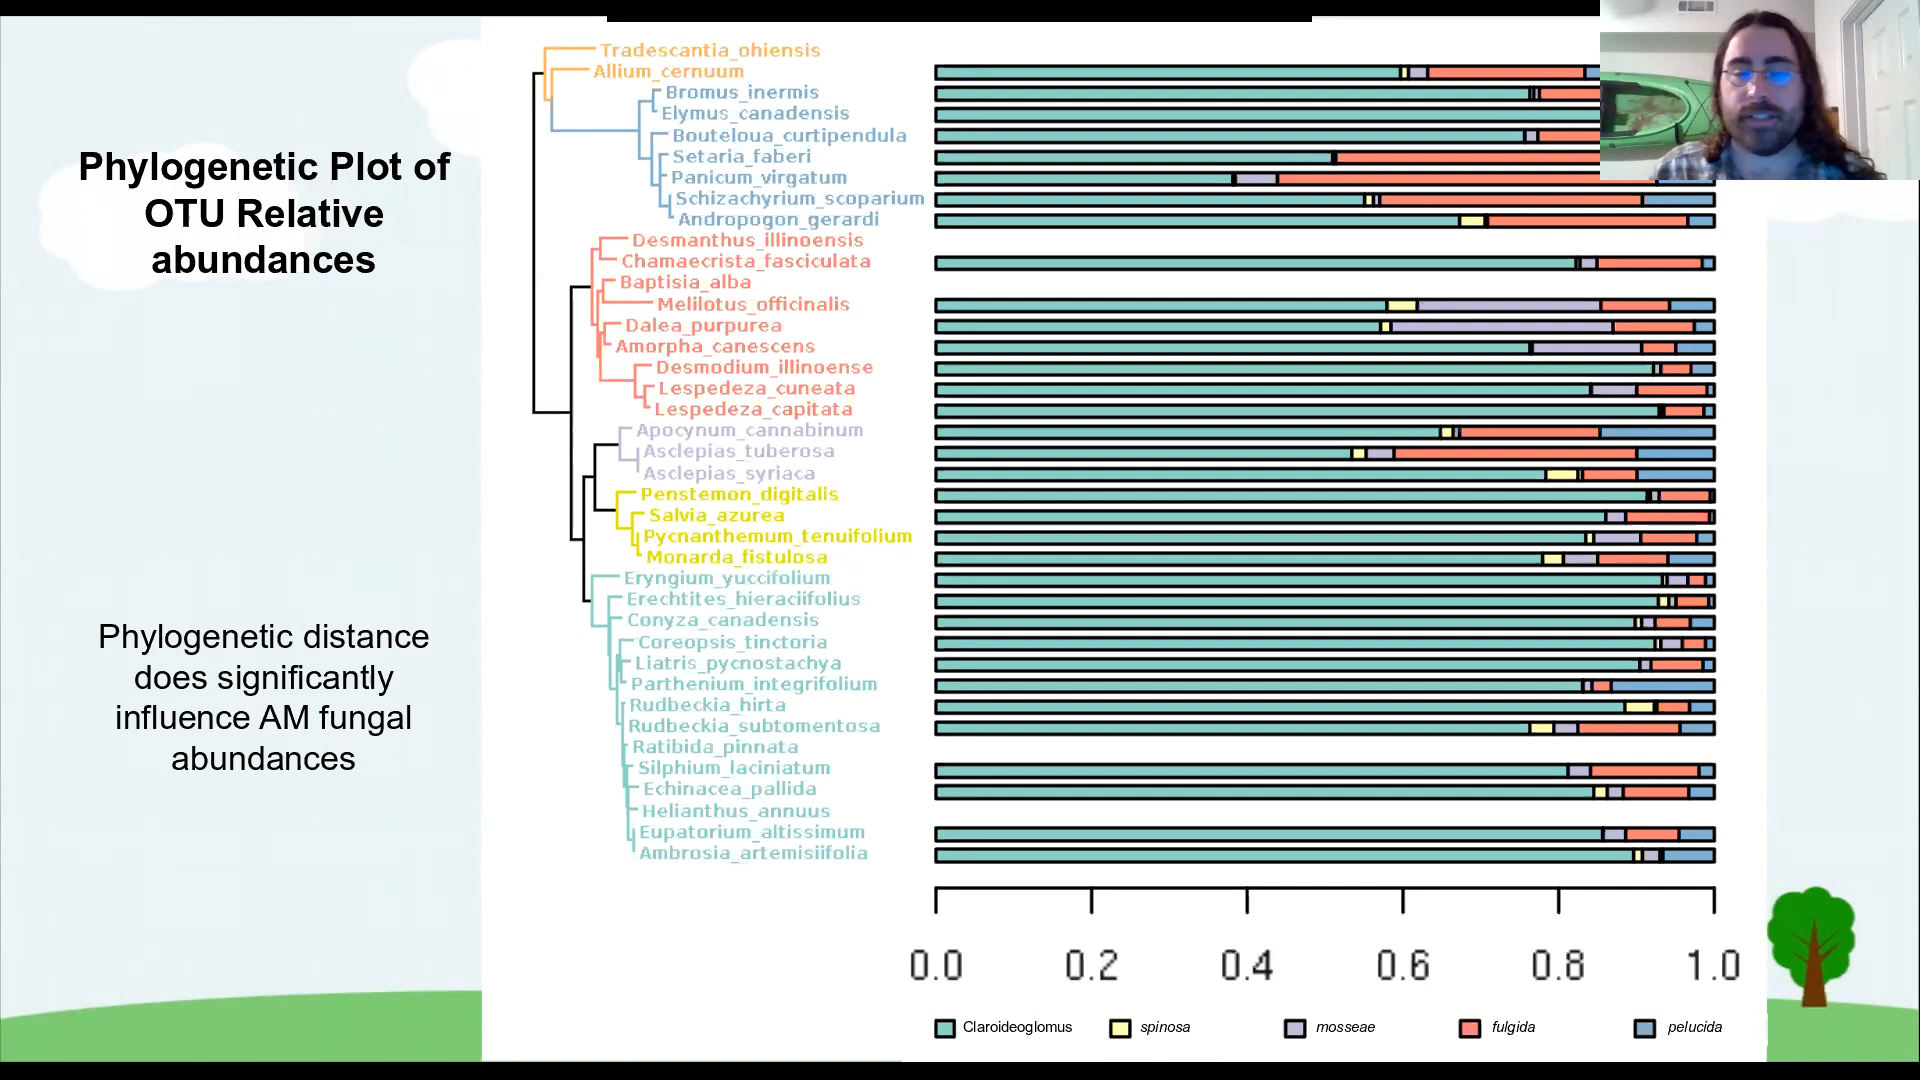 Phylogenetic Plot of
OTU Relative
abundances
Phylogenetic distance
does significantly
influence AM fungal
abundances
Tradescantia_ohiensis
Allium_cernuum
Bromus_inermis
Elymus_canadensis
Bouteloua_curtipendula
Setaria_faberi
Panicum_virgatum
Schizachyrium_scoparium
Andropogon_gerardi
Desmanthus_illinoensis
Chamaecrista_fasciculata
Baptisia_alba
Melilotus_officinalis
Dalea_purpurea
Amorpha_canescens
Desmodium_illinoense
Lespedeza_cuneata
Lespedeza_capitata
Apocynum_cannabinum
Asclepias_tuberosa
Asclepias_syriaca
Penstemon_digitalis
Salvia_azurea
Pycnanthemum_tenuifolium
Monarda_fistulosa
Eryngium_yuccifolium
Erechtites_hieraciifolius
Conyza_canadensis
Coreopsis_tinctoria
Liatris_pycnostachya
Parthenium_integrifolium
Rudbeckia_hirta
Rudbeckia_subtomentosa
Ratibida_pinnata
Silphium_laciniatum
Echinacea_pallida
Helianthus_annuus
Eupatorium_altissimum
Ambrosia_artemisiifolia
0.0 0.2 0.4 0.6 0.8 1.0
Claroideoglomus spinosa mosseae fulgida pelucida